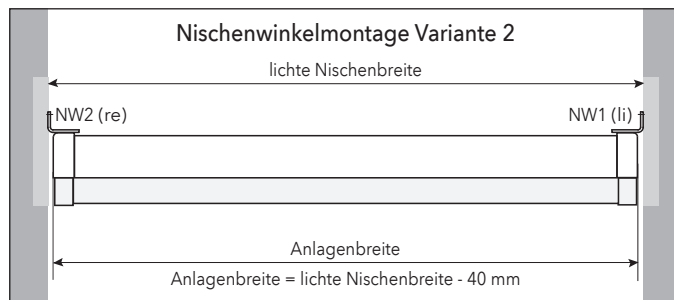 Nischenwinkelmontage Variante 2
lichte Nischenbreite
NW2 (re)
NW1 (li)
Anlagenbreite
Anlagenbreite = lichte Nischenbreite - 40 mm